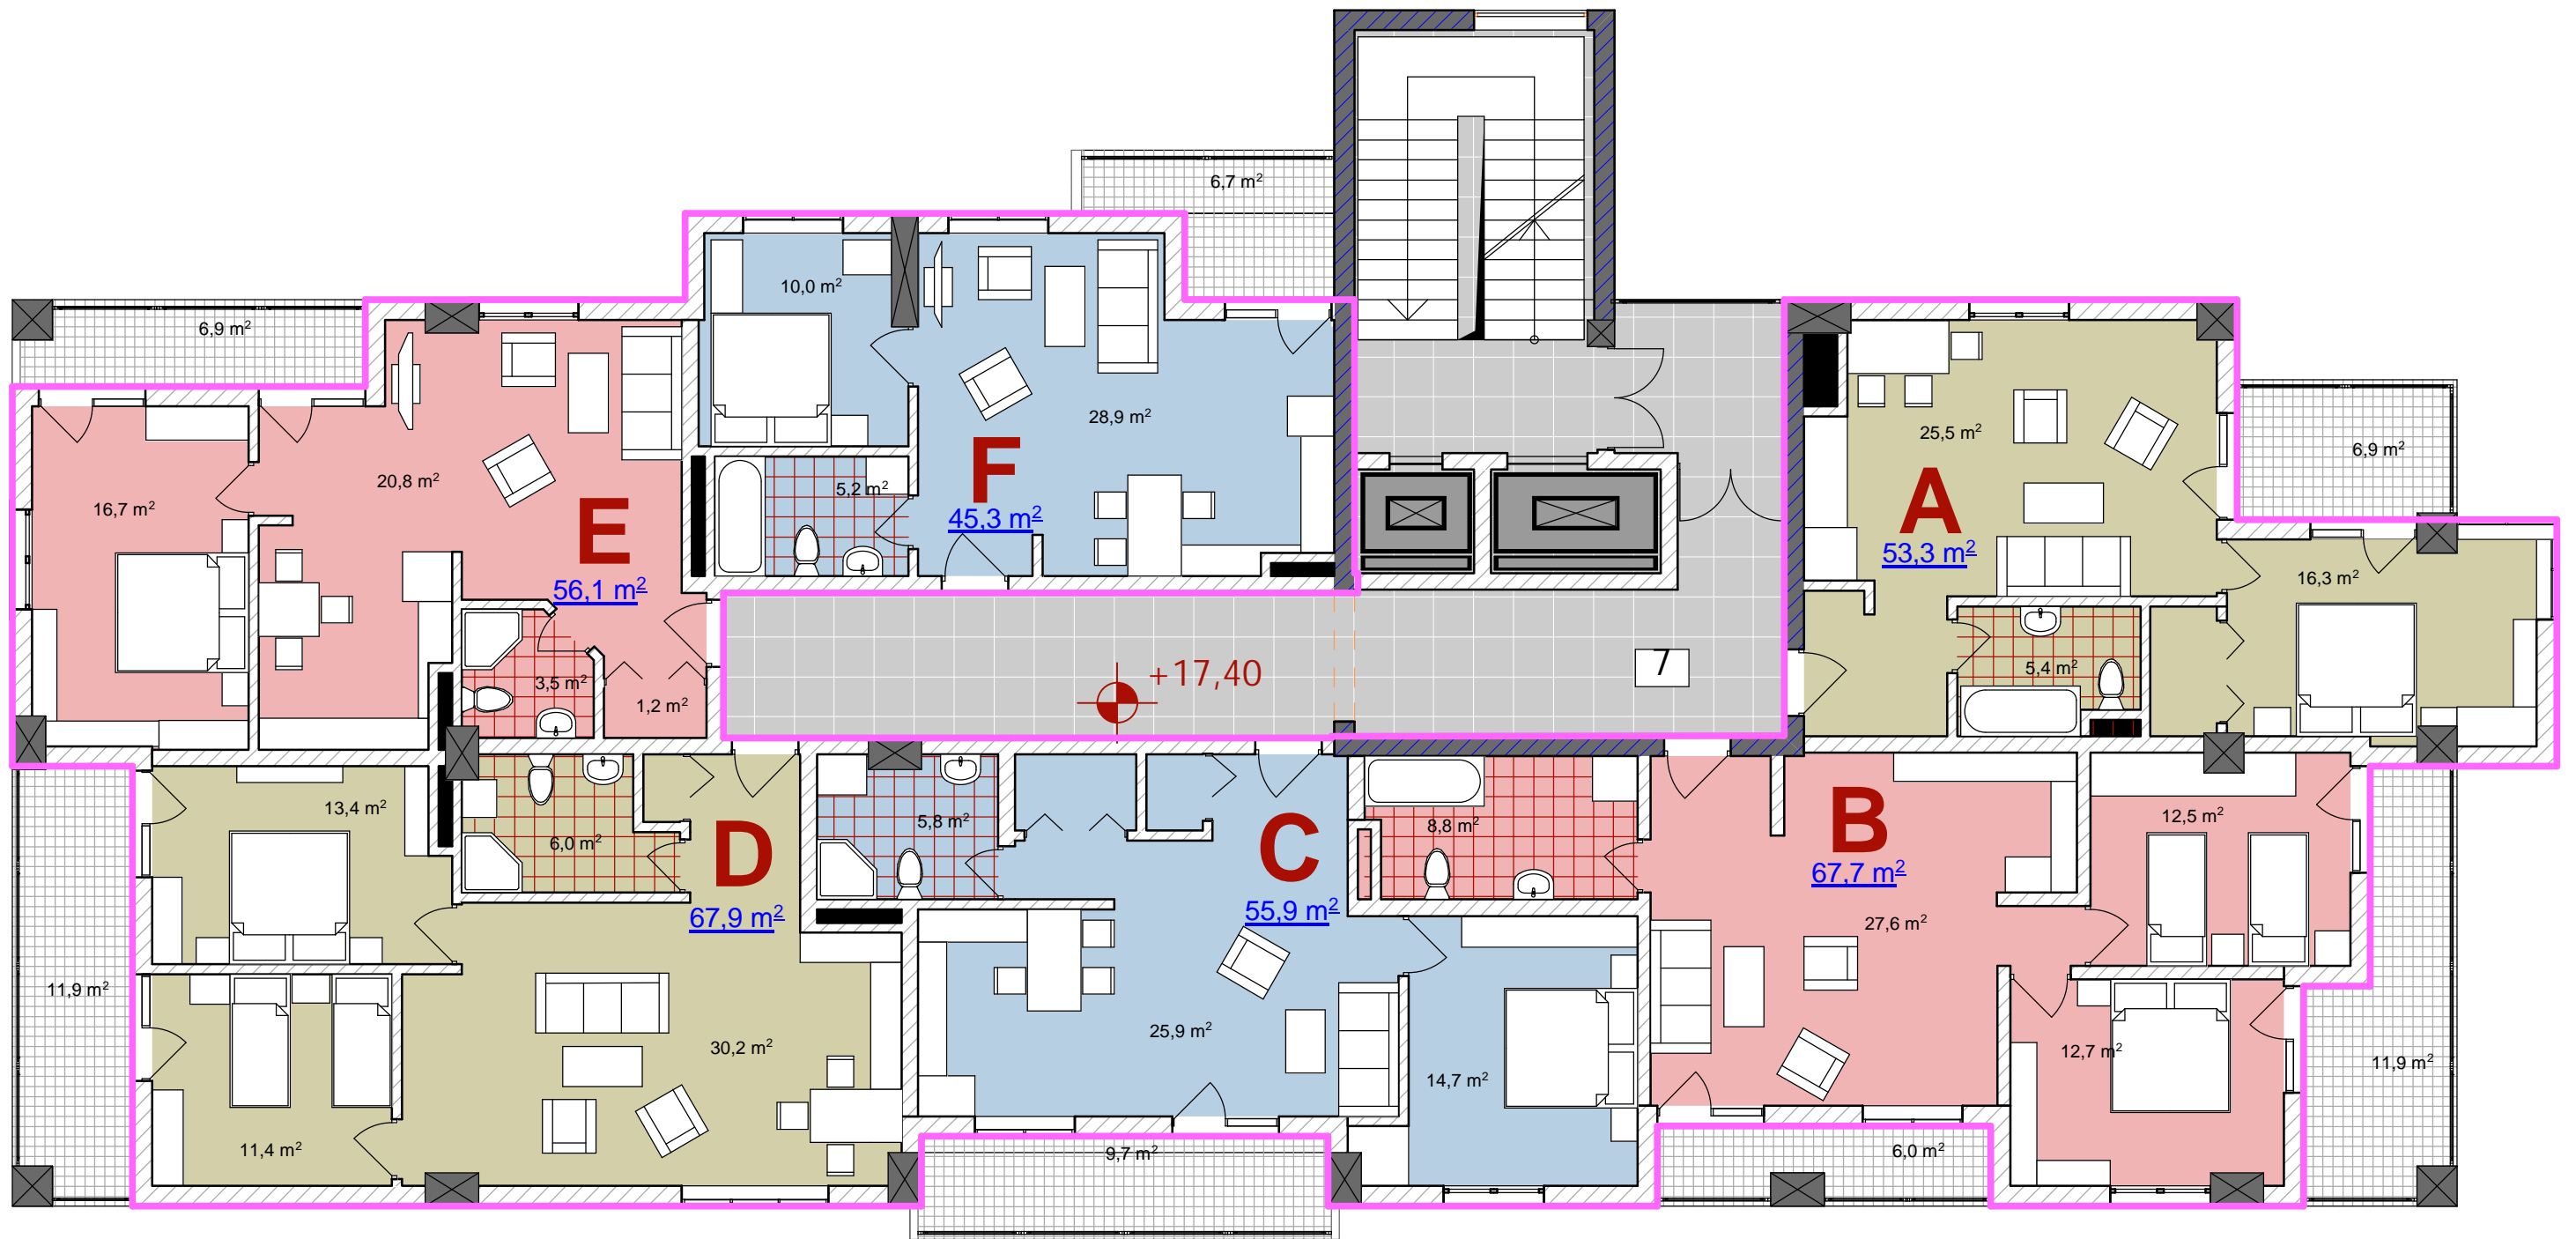 6,7 m²
10,0 m²
6,9 m²
28,9 m²
25,5 m²
6,9 m²
F
A
20,8 m²
5,2 m²
16,7 m²
45,3 m²
E
53,3 m²
16,3 m²
56,1 m²
7
+17,40
3,5 m²
5,4 m²
1,2 m²
13,4 m²
12,5 m²
5,8 m²
8,8 m²
6,0 m²
D
C
B
67,7 m²
67,9 m²
55,9 m²
27,6 m²
11,9 m²
25,9 m²
30,2 m²
12,7 m²
11,9 m²
14,7 m²
11,4 m²
9,7 m²
6,0 m²